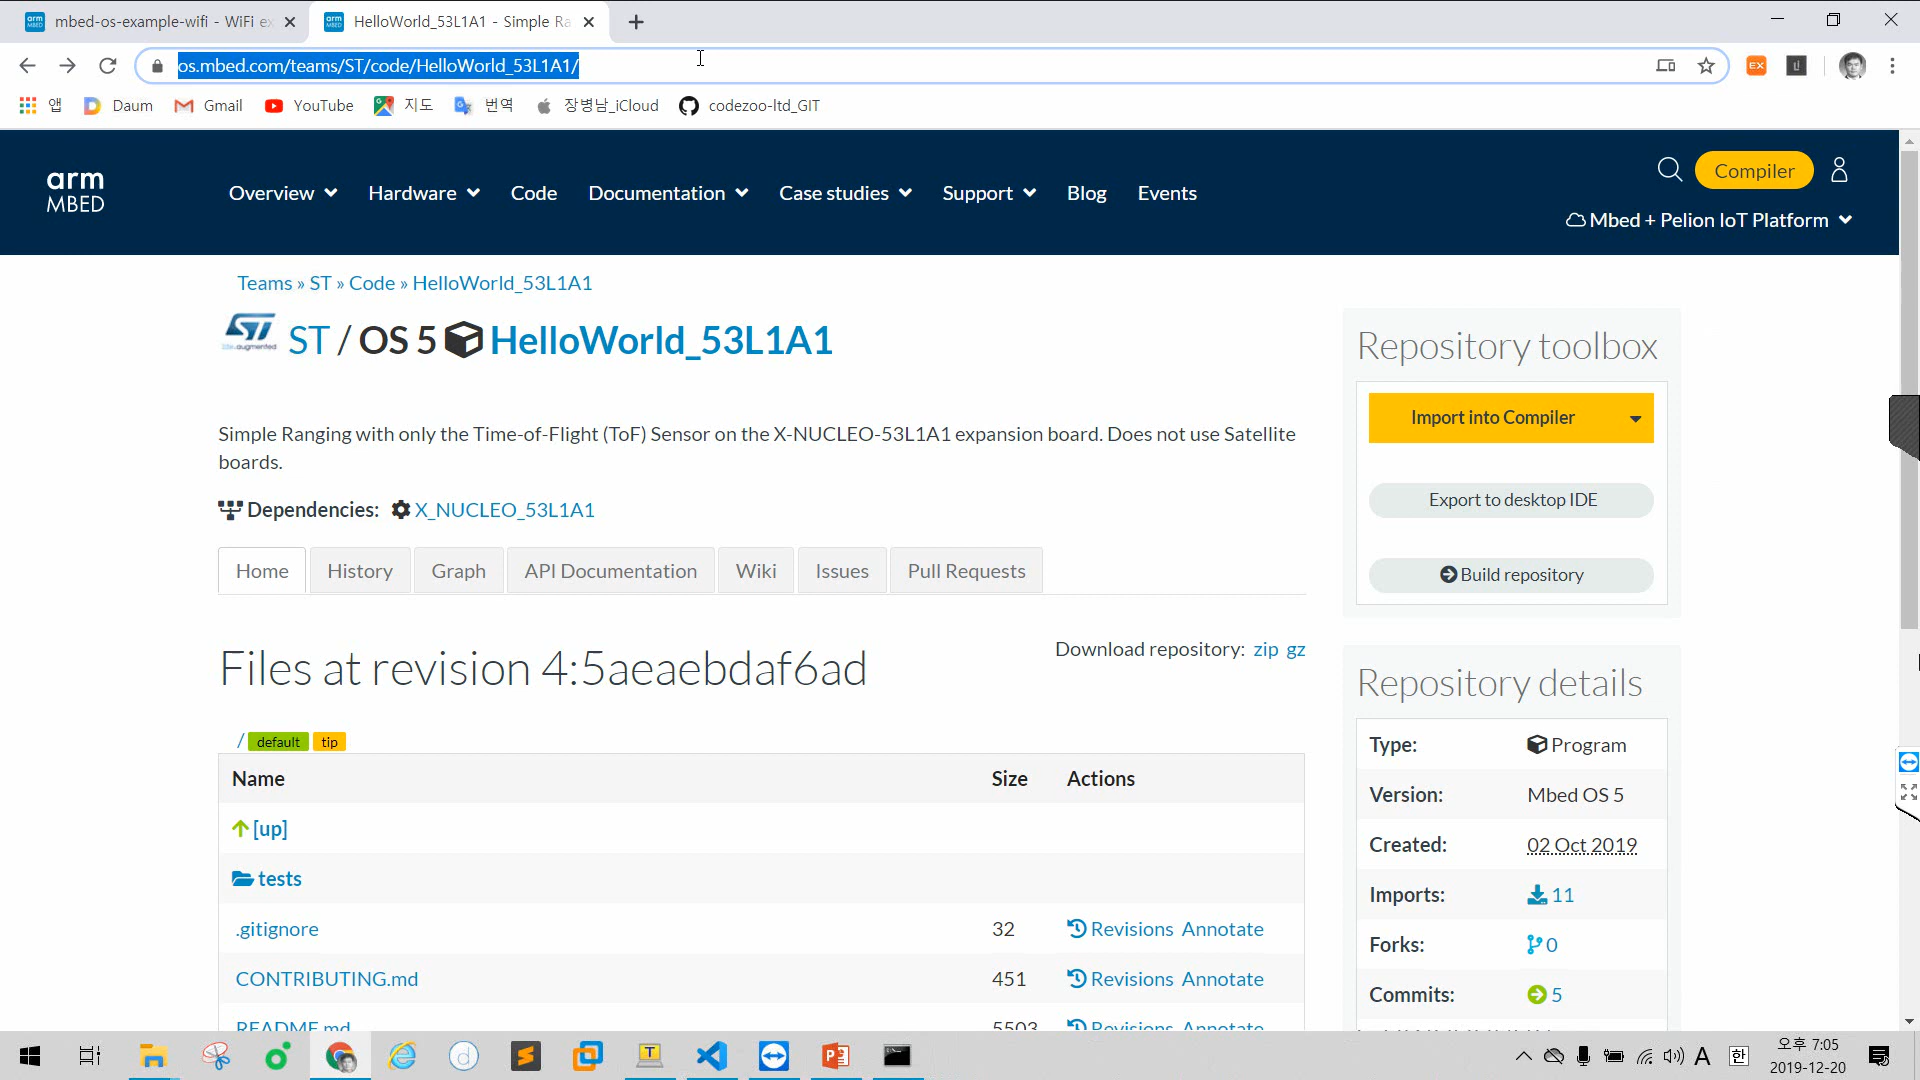 mbed-os-example-wifi - WiFi ex
HelloWorld_53L1A1 - Simple Ra
os.mbed.com/teams/ST/code/HelloWorld_53L1A1/
앱 Daum Gmail YouTube 지도 번역 장병남_iCloud codezoo-ltd_GIT
arm
MBED
Overview Hardware Code Documentation Case studies Support Blog Events
Compiler
Mbed + Pelion IoT Platform
Teams » ST » Code » HelloWorld_53L1A1
ST / OS 5 HelloWorld_53L1A1
Simple Ranging with only the Time-of-Flight (ToF) Sensor on the X-NUCLEO-53L1A1 expansion board. Does not use Satellite
boards.
Dependencies: X_NUCLEO_53L1A1
Home History Graph API Documentation Wiki Issues Pull Requests
Files at revision 4:5aeaebdaf6ad
Download repository: zip gz
/ default tip
Name Size Actions
[up]
tests
.gitignore 32 Revisions Annotate
CONTRIBUTING.md 451 Revisions Annotate
README.md 5503 Revisions Annotate
Repository toolbox
Import into Compiler
Export to desktop IDE
Build repository
Repository details
Type: Program
Version: Mbed OS 5
Created: 02 Oct 2019
Imports: 11
Forks: 0
Commits: 5
A 한 오후 7:05
2019-12-20